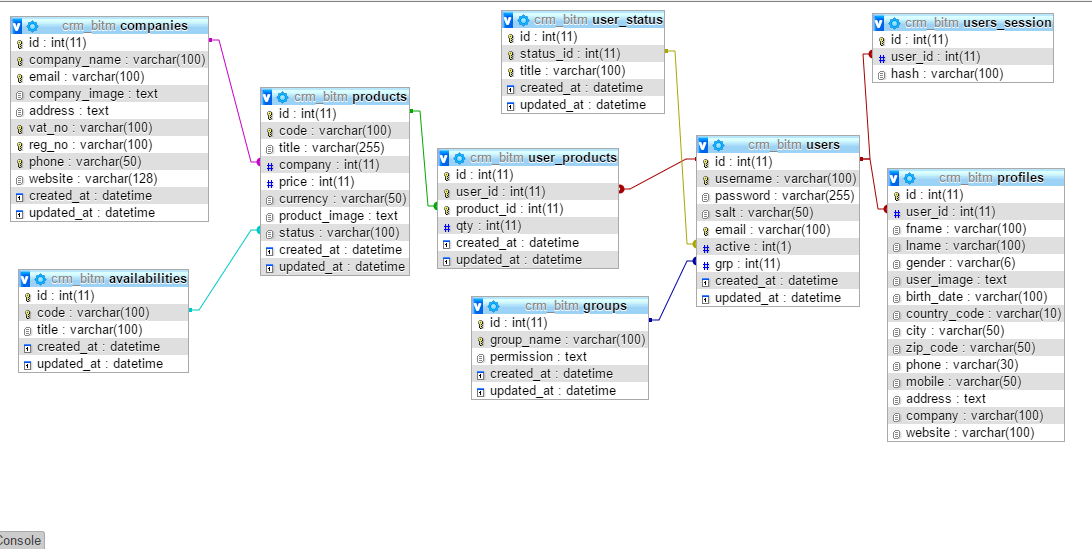 crm_bitm companies
id : int(11)
company_name : varchar(100)
email : varchar(100)
company_image : text
address : text
vat_no : varchar(100)
reg_no : varchar(100)
phone : varchar(50)
website : varchar(128)
created_at : datetime
updated_at : datetime
crm_bitm availabilities
id : int(11)
code : varchar(100)
title : varchar(100)
created_at : datetime
updated_at : datetime
crm_bitm products
id : int(11)
code : varchar(100)
title : varchar(255)
company : int(11)
price : int(11)
currency : varchar(50)
product_image : text
status : varchar(100)
created_at : datetime
updated_at : datetime
crm_bitm user_status
id : int(11)
status_id : int(11)
title : varchar(100)
created_at : datetime
updated_at : datetime
crm_bitm user_products
id : int(11)
user_id : int(11)
product_id : int(11)
qty : int(11)
created_at : datetime
updated_at : datetime
crm_bitm groups
id : int(11)
group_name : varchar(100)
permission : text
created_at : datetime
updated_at : datetime
crm_bitm users
id : int(11)
username : varchar(100)
password : varchar(255)
salt : varchar(50)
email : varchar(100)
active : int(1)
grp : int(11)
created_at : datetime
updated_at : datetime
crm_bitm users_session
id : int(11)
user_id : int(11)
hash : varchar(100)
crm_bitm profiles
id : int(11)
user_id : int(11)
fname : varchar(100)
lname : varchar(100)
gender : varchar(6)
user_image : text
birth_date : varchar(100)
country_code : varchar(10)
city : varchar(50)
zip_code : varchar(50)
phone : varchar(30)
mobile : varchar(50)
address : text
company : varchar(100)
website : varchar(100)
Console